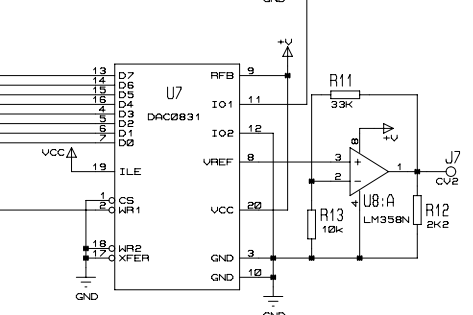 GND
+V
13 D7
14 D6
15 D5
16 D4
4 D3
5 D2
6 D1
7 D0
VCC
19 ILE
1 CS
2 WR1
18 WR2
17 XFER
GND
U7
DAC0831
RFB 9
IO1 11
IO2 12
VREF 8
VCC 20
GND 3
GND 10
GND
R11
33K
8
+V
3 +
2 -
1
4
U8:A
LM358N
R13
10k
R12
2K2
J7
CV2